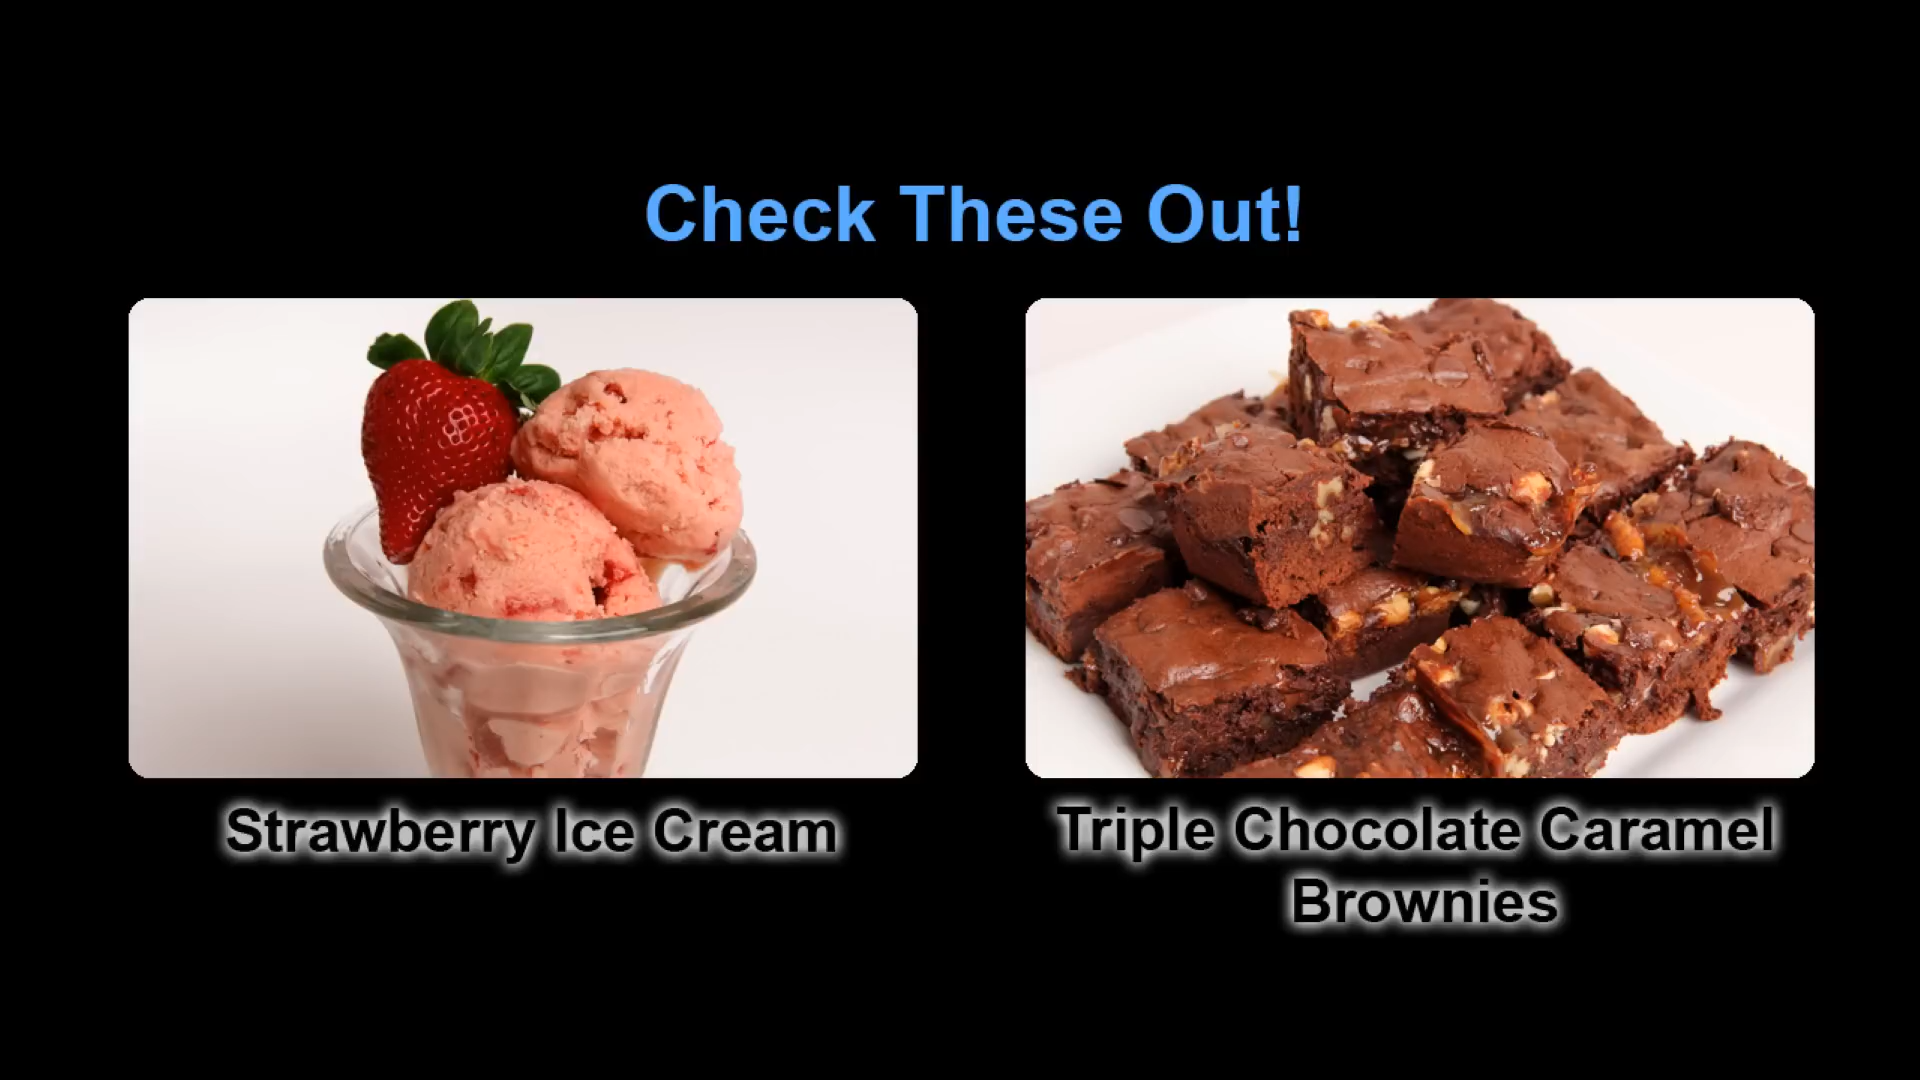 Check These Out!
Strawberry Ice Cream
Triple Chocolate Caramel
Brownies